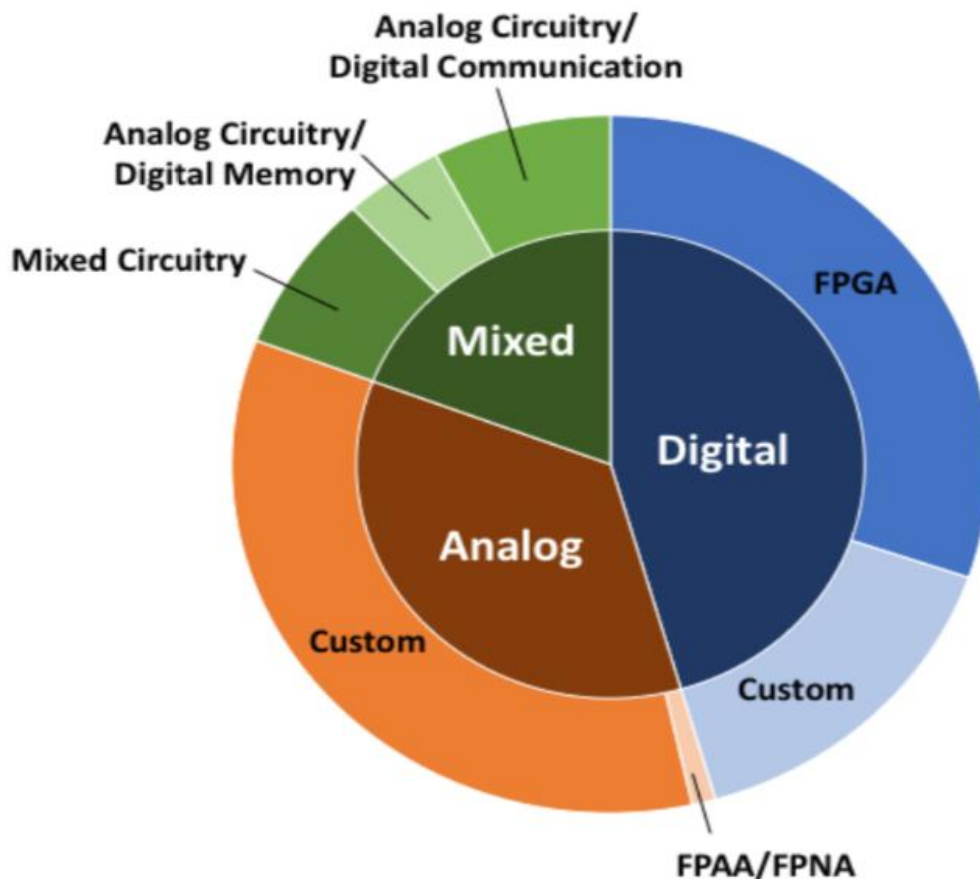 Analog Circuitry/
Digital Communication
Analog Circuitry/
Digital Memory
Mixed Circuitry
FPGA
Mixed
Digital
Analog
Custom
Custom
FPAA/FPNA